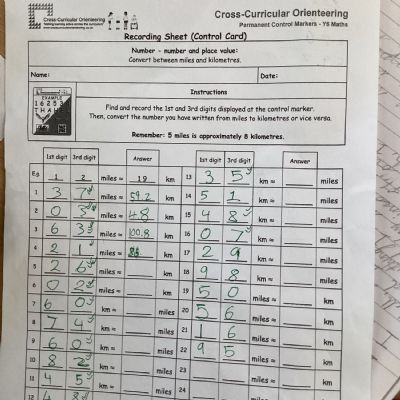 Cross-Curricular Orienteering
Cross-Curricular Orienteering
Permanent Control Markers - Y5 Maths
Recording Sheet (Control Card)
Number - number and place value:
Convert between miles and kilometres.
Name: Date:
Instructions
EXAMPLE
16253
Find and record the 1st and 3rd digits displayed at the control marker.
Then, convert the number you have written from miles to kilometres or vice versa.
Remember: 5 miles is approximately 8 kilometres.
1st digit 3rd digit Answer 1st digit 3rd digit Answer
E.g. 1 2 miles ≈ 19 km 13 3 5 km ≈ miles
1 3 7 miles ≈ 59.2 km 14 5 1 km ≈ miles
2 0 3 miles ≈ 4.8 km 15 4 8 km ≈ miles
3 6 3 miles ≈ 100.8 km 16 0 7 km ≈ miles
4 2 1 miles ≈ km 17 2 9 km ≈ miles
5 2 6 miles ≈ km 18 9 8 miles ≈ km
6 0 2 miles ≈ km 19 5 0 miles ≈ km
7 6 0 miles ≈ km 20 5 6 miles ≈ km
8 7 4 miles ≈ km 21 1 6 miles ≈ km
9 6 0 miles ≈ km 22 9 5 miles ≈ km
10 8 2 miles ≈ km 23 miles ≈ km
11 4 5 miles ≈ km 24 miles ≈
12 4 8